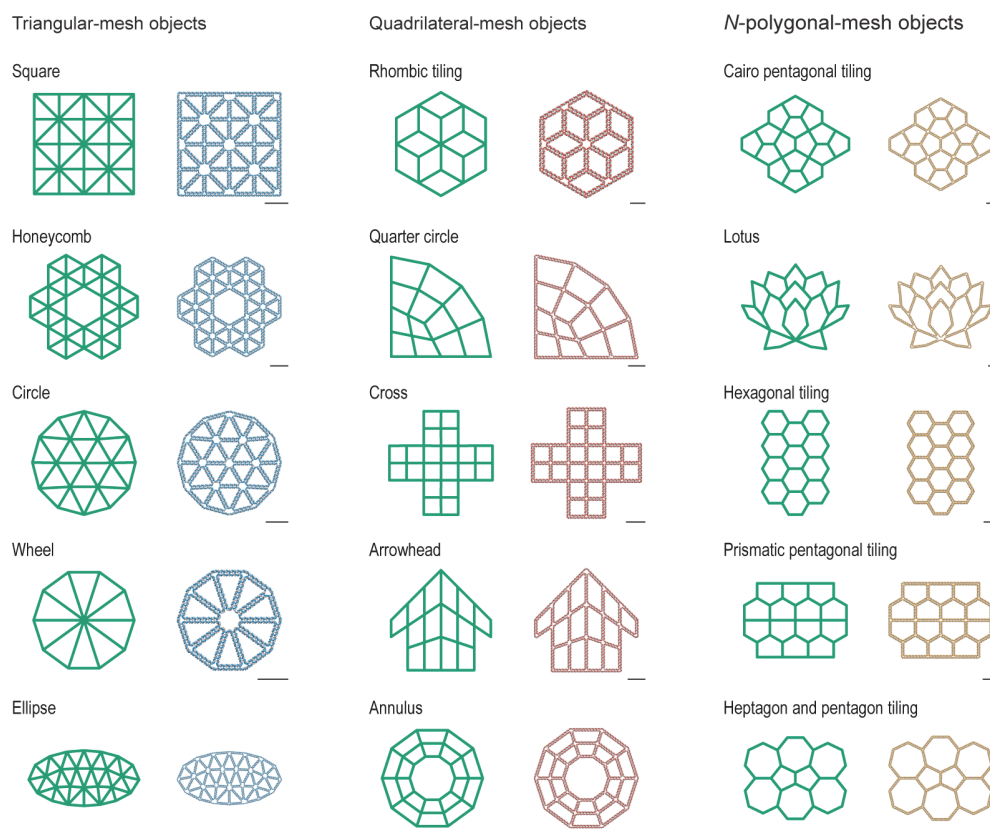 Triangular-mesh objects
Square
Honeycomb
Circle
Wheel
Ellipse
Quadrilateral-mesh objects
Rhombic tiling
Quarter circle
Cross
Arrowhead
Annulus
N-polygonal-mesh objects
Cairo pentagonal tiling
Lotus
Hexagonal tiling
Prismatic pentagonal tiling
Heptagon and pentagon tiling